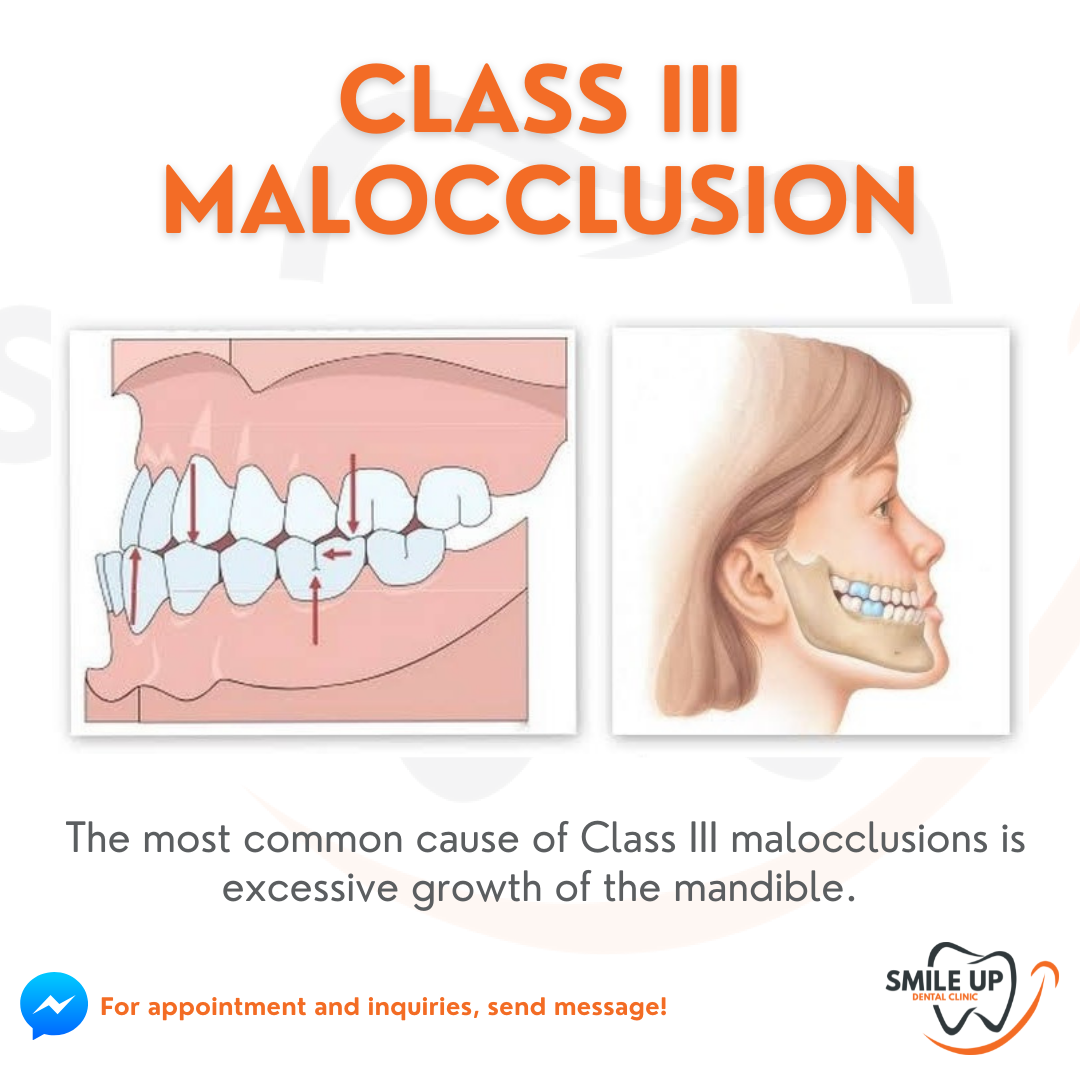 CLASS III
MALOCCLUSION
The most common cause of Class III malocclusions is
excessive growth of the mandible.
For appointment and inquiries, send message!
SMILE UP
DENTAL CLINIC